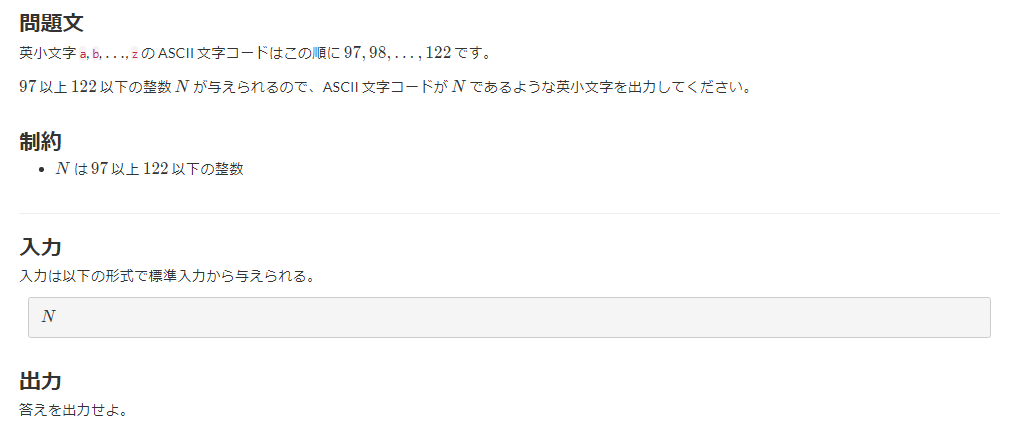 問題文
英小文字 a, b, ..., z の ASCII 文字コードはこの順に 97, 98, ..., 122 です。
97 以上 122 以下の整数 N が与えられるので、ASCII 文字コードが N であるような英小文字を出力してください。
制約
• N は 97 以上 122 以下の整数
入力
入力は以下の形式で標準入力から与えられる。
N
出力
答えを出力せよ。